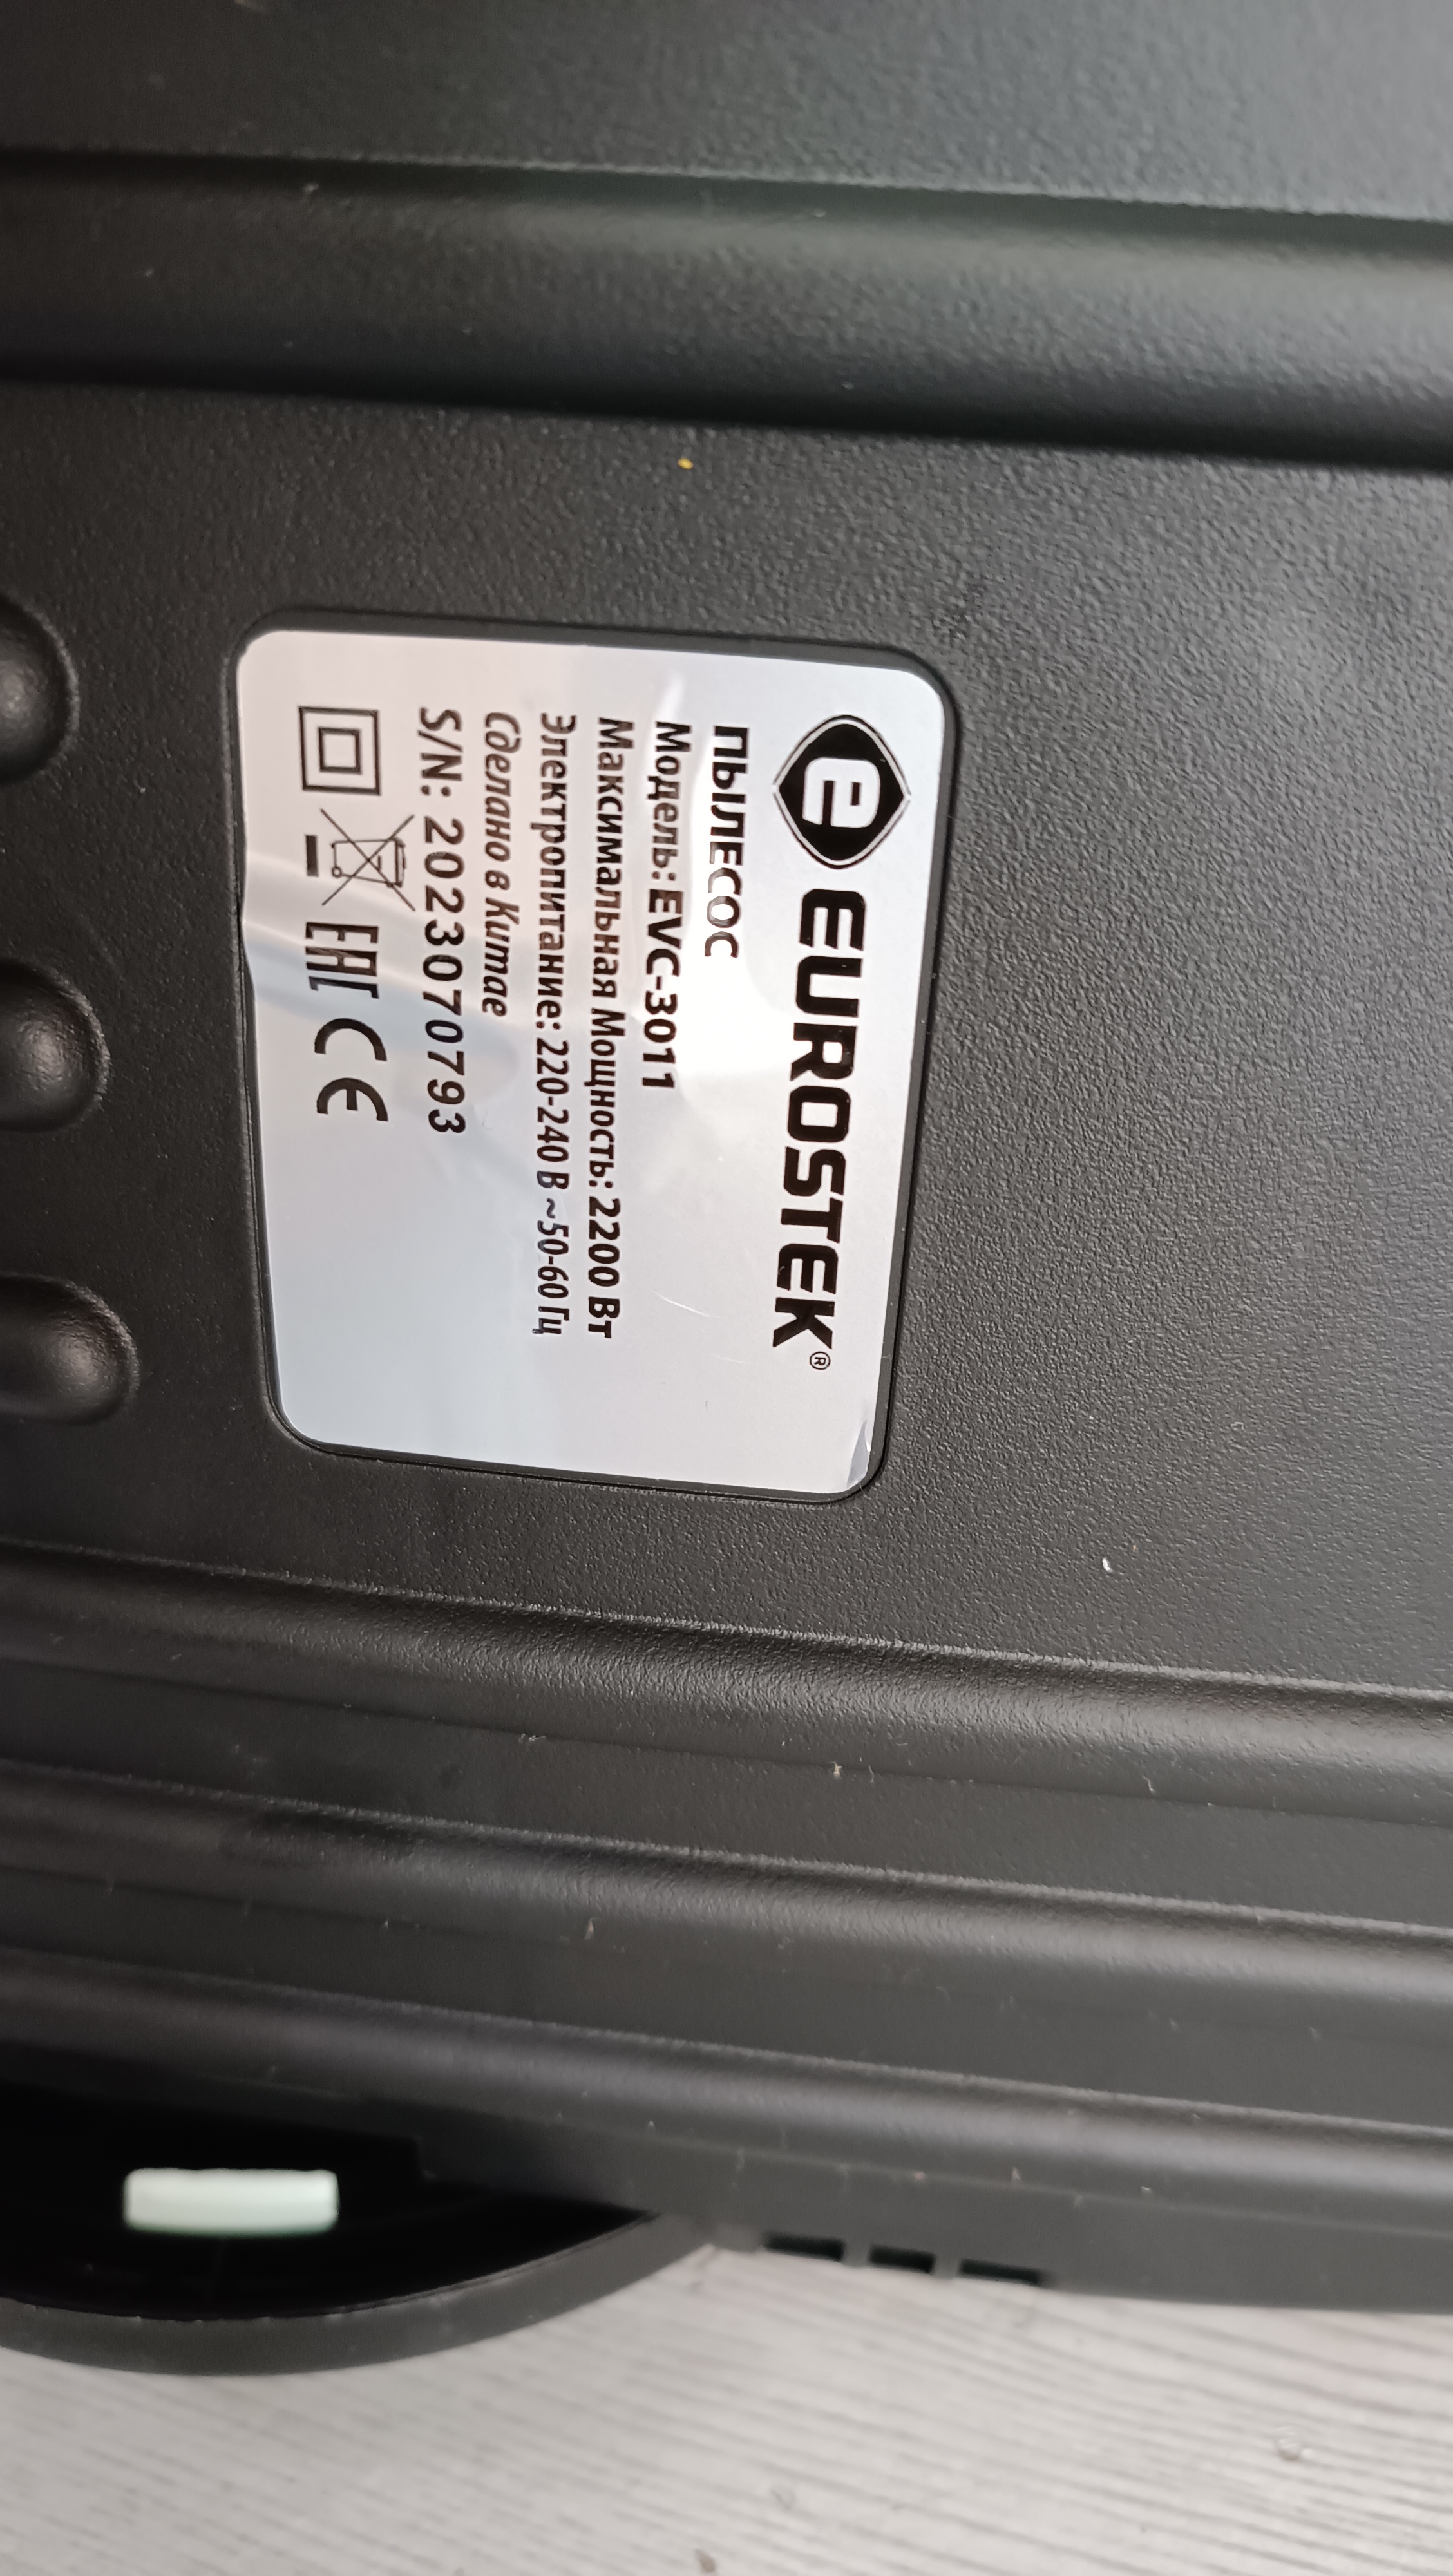 EUROSTEK®
ПЫЛЕСОС
Модель: EVC-3011
Максимальная Мощность: 2200 Вт
Электропитание: 220-240 В ~50-60 Гц
Сделано в Китае
S/N: 2023070793
EAC CE